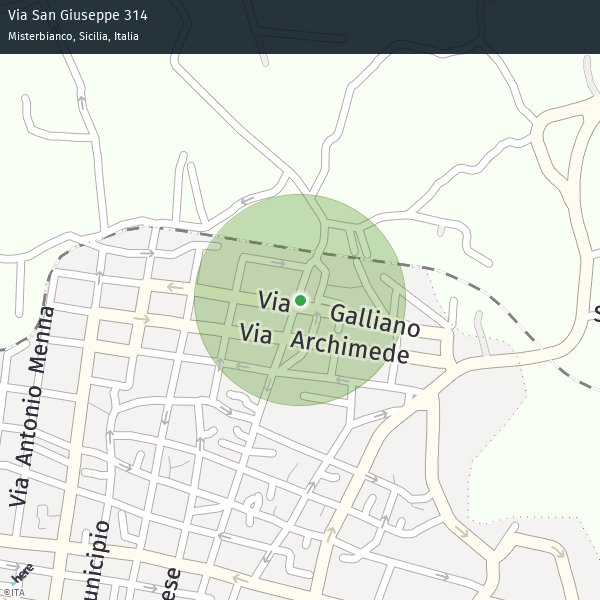 Via San Giuseppe 314
Misterbianco, Sicilia, Italia
Via Galliano
Via Archimede
Via Antonio Menna
unicipio
ese
S
here
©ITA